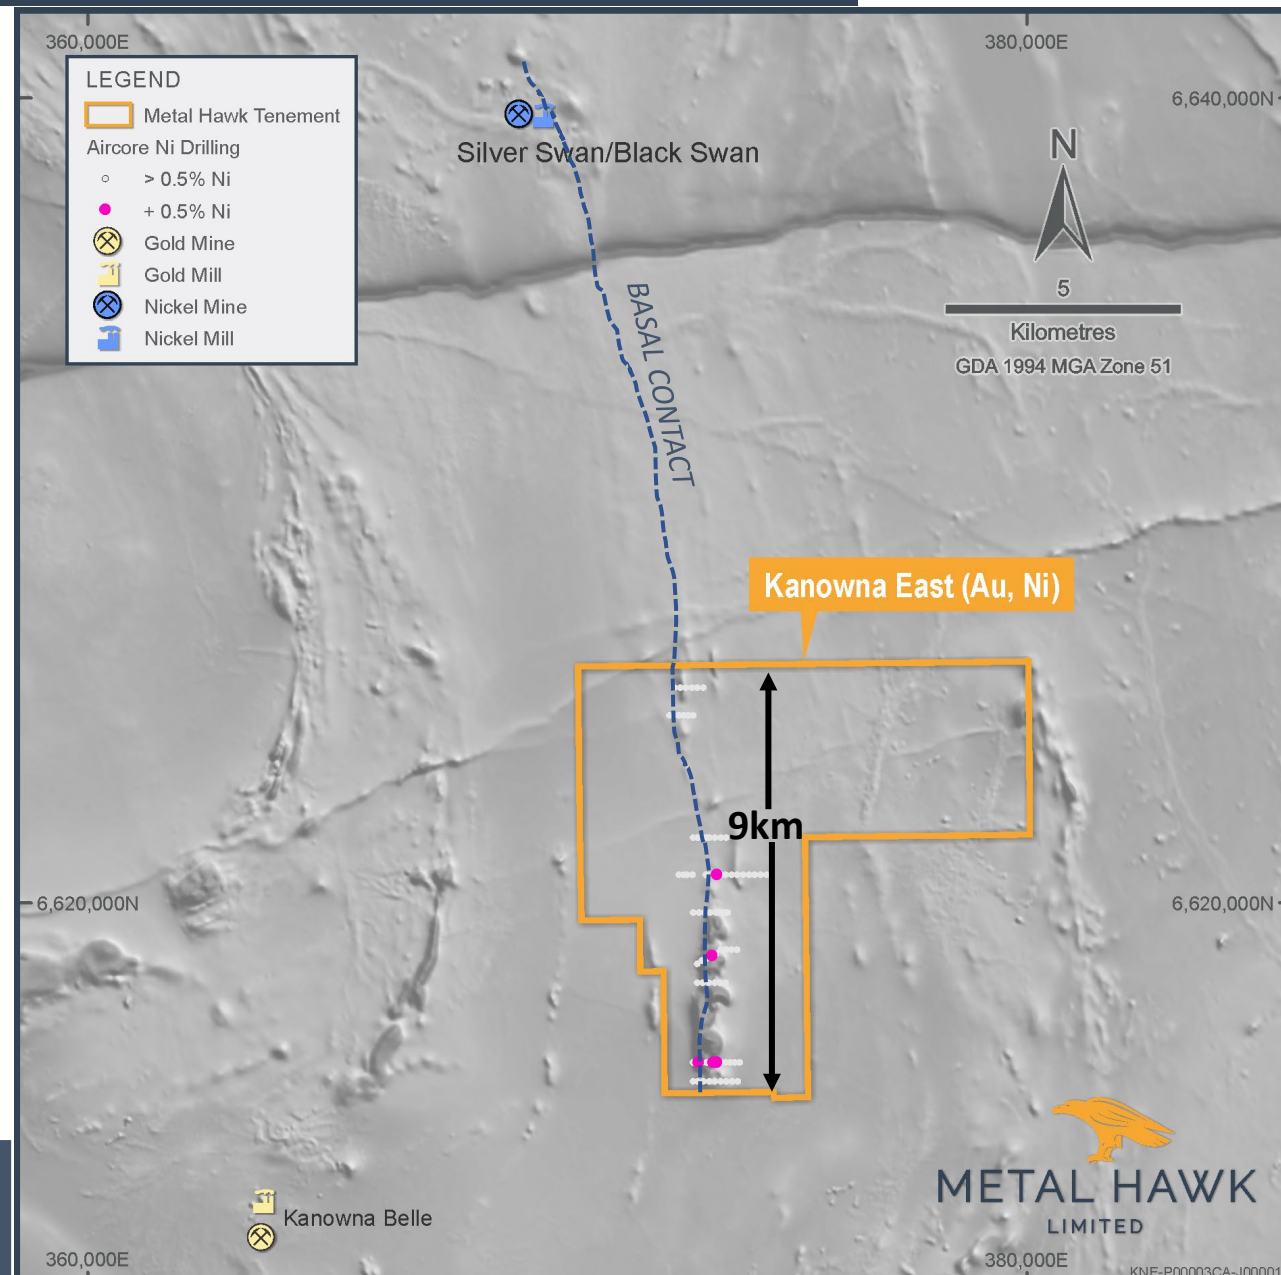 360,000E
380,000E
LEGEND
Metal Hawk Tenement
Aircore Ni Drilling
> 0.5% Ni
+ 0.5% Ni
Gold Mine
Gold Mill
Nickel Mine
Nickel Mill
6,640,000N
Silver Swan/Black Swan
N
5
Kilometres
GDA 1994 MGA Zone 51
BASAL CONTACT
Kanowna East (Au, Ni)
9km
6,620,000N
6,620,000N
Kanowna Belle
METAL HAWK
LIMITED
360,000E
380,000E
KNE-P00003CA-J00001